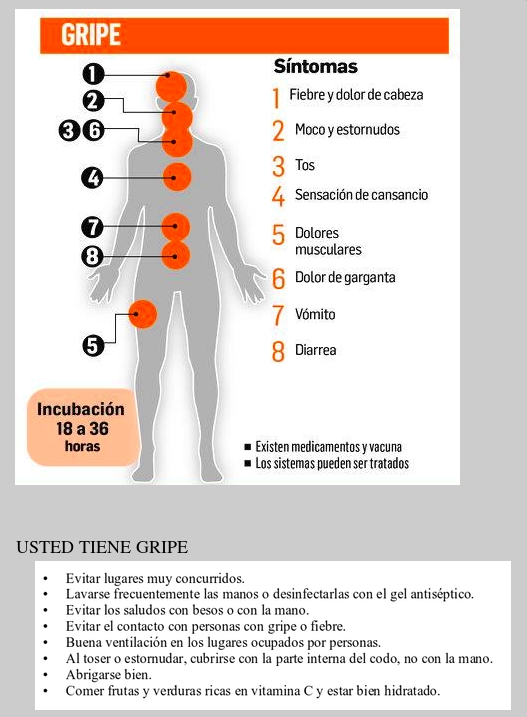 GRIPE
Síntomas
1 Fiebre y dolor de cabeza
2 Moco y estornudos
3 Tos
4 Sensación de cansancio
5 Dolores
musculares
6 Dolor de garganta
7 Vómito
8 Diarrea
1
2
3 6
4
7
8
5
Incubación
18 a 36
horas
▪ Existen medicamentos y vacuna
▪ Los sistemas pueden ser tratados
USTED TIENE GRIPE
• Evitar lugares muy concurridos.
• Lavarse frecuentemente las manos o desinfectarlas con el gel antiséptico.
• Evitar los saludos con besos o con la mano.
• Evitar el contacto con personas con gripe o fiebre.
• Buena ventilación en los lugares ocupados por personas.
• Al toser o estornudar, cubrirse con la parte interna del codo, no con la mano.
• Abrigarse bien.
• Comer frutas y verduras ricas en vitamina C y estar bien hidratado.